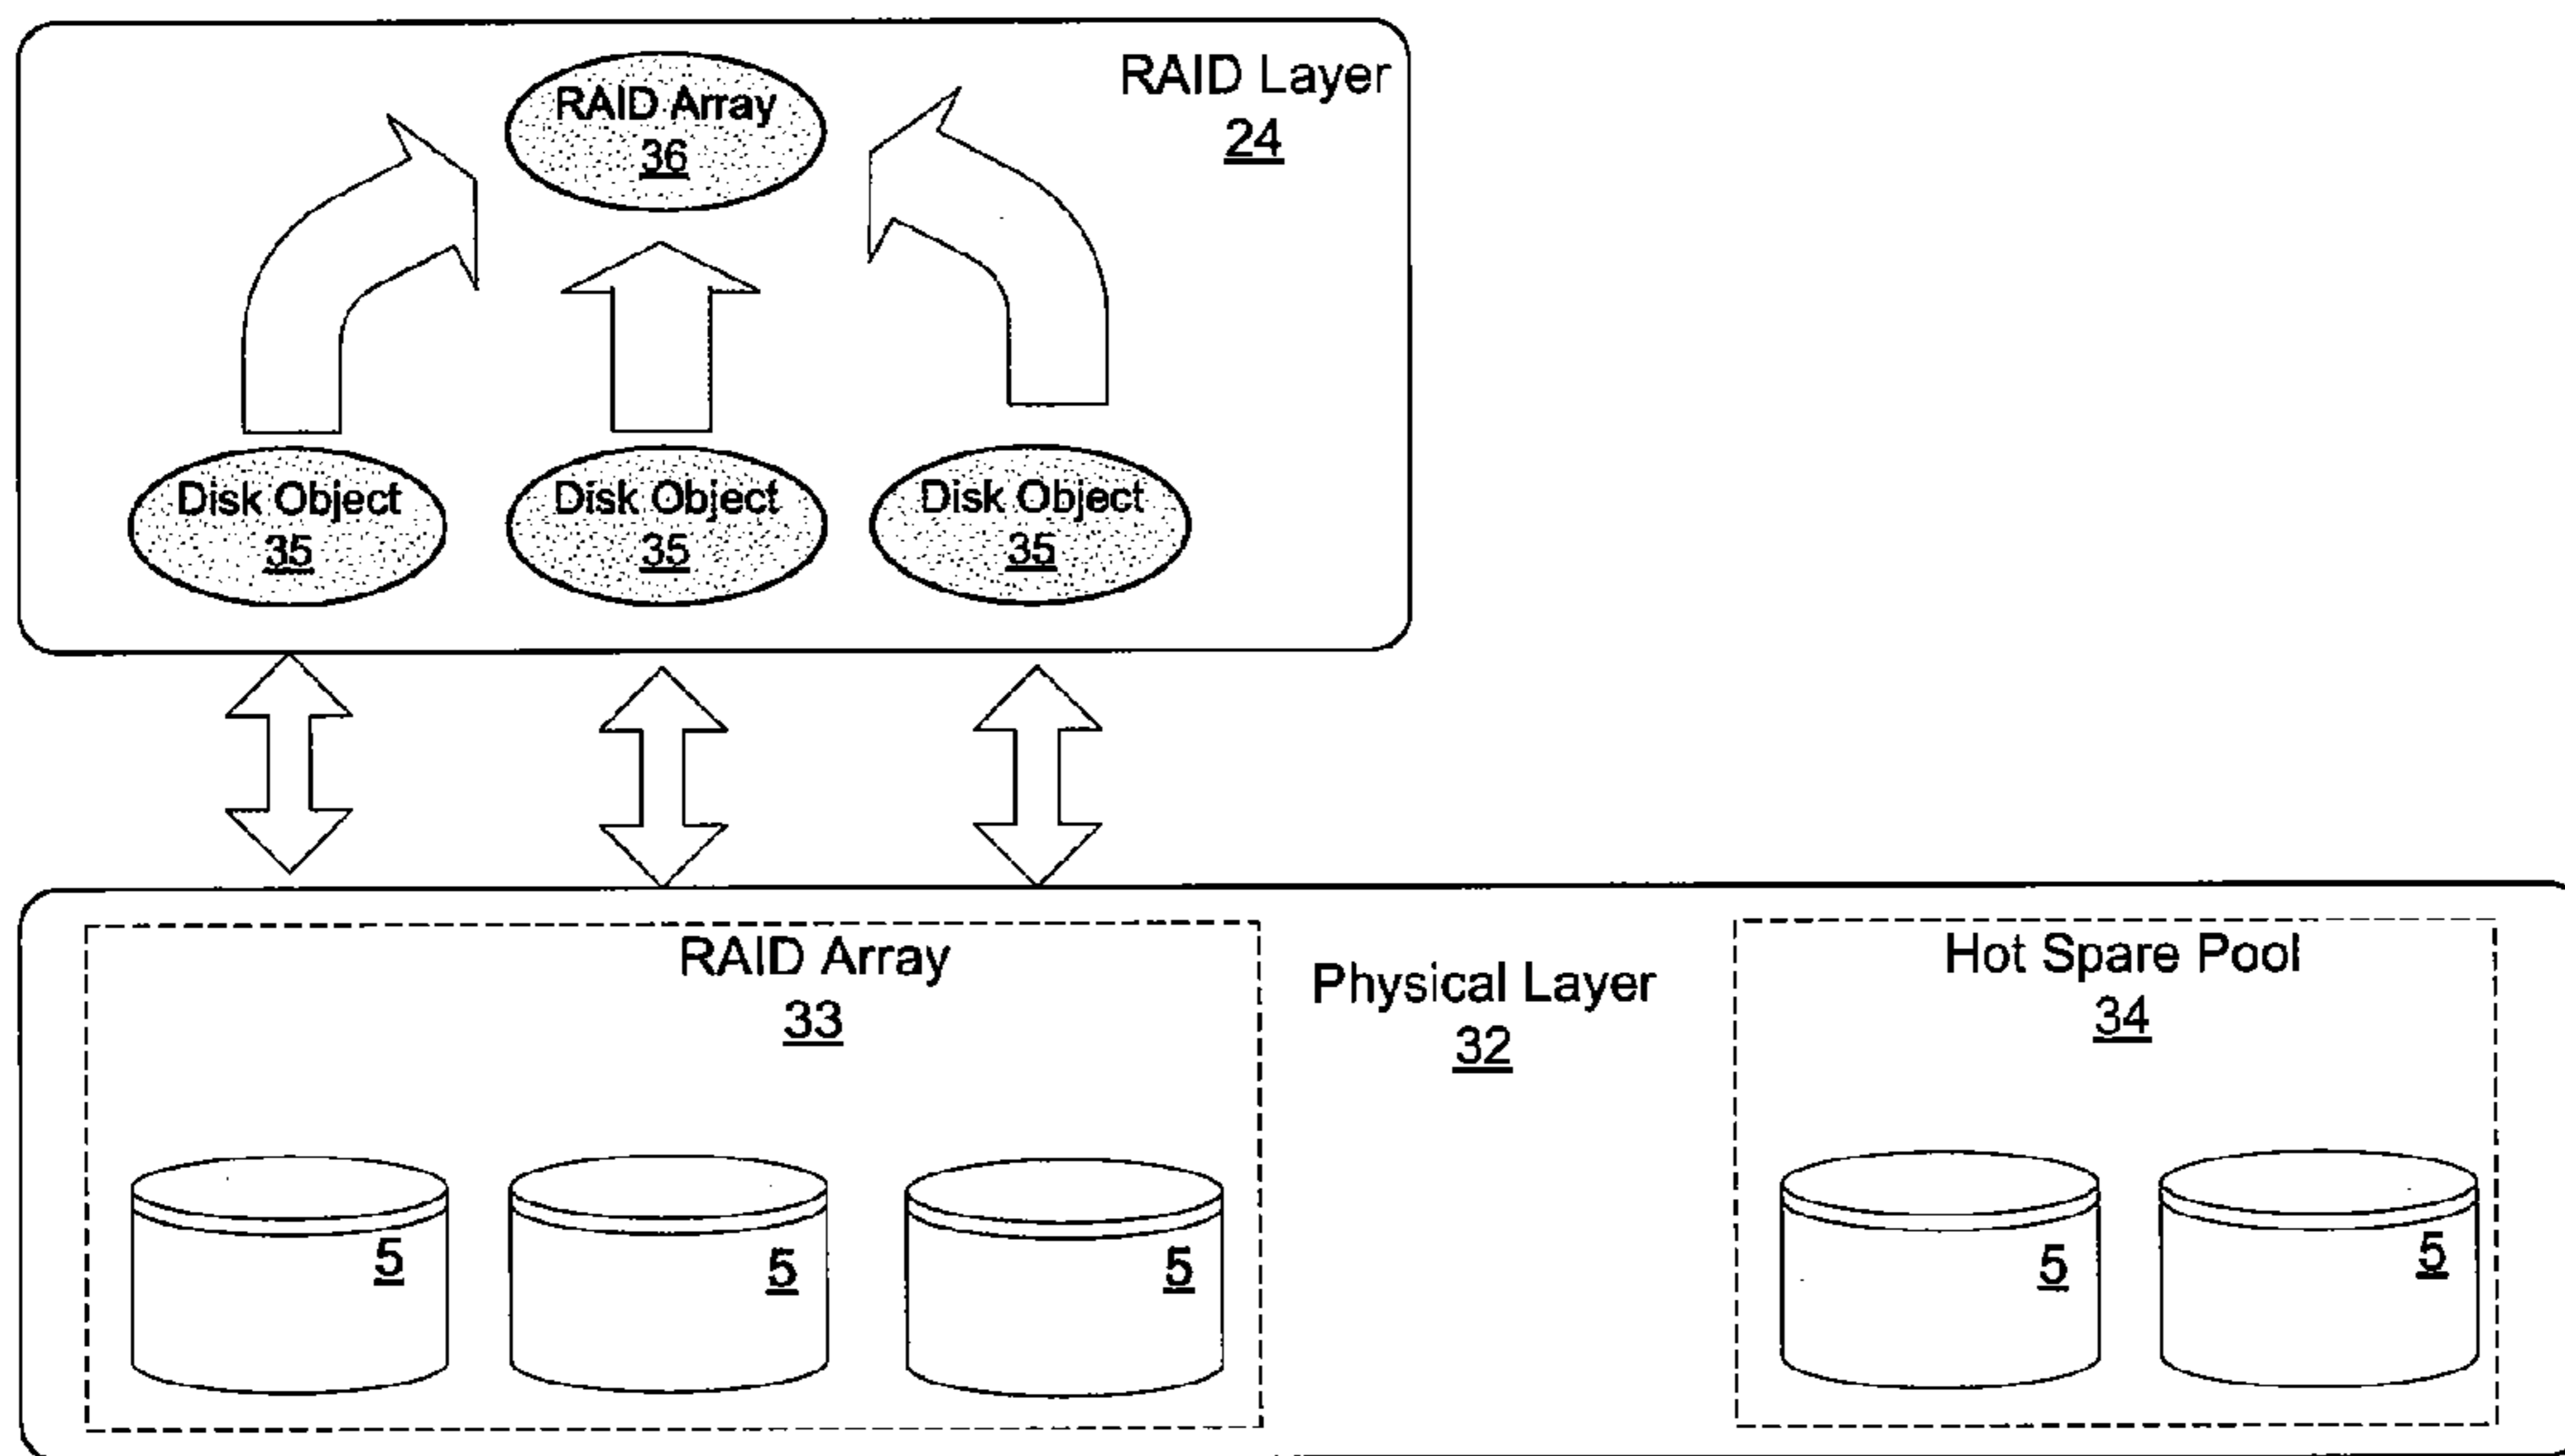 RAID Layer
24
RAID Array
36
Disk Object
35
Disk Object
35
Disk Object
35
RAID Array
33
Physical Layer
32
Hot Spare Pool
34
5
5
5
5
5